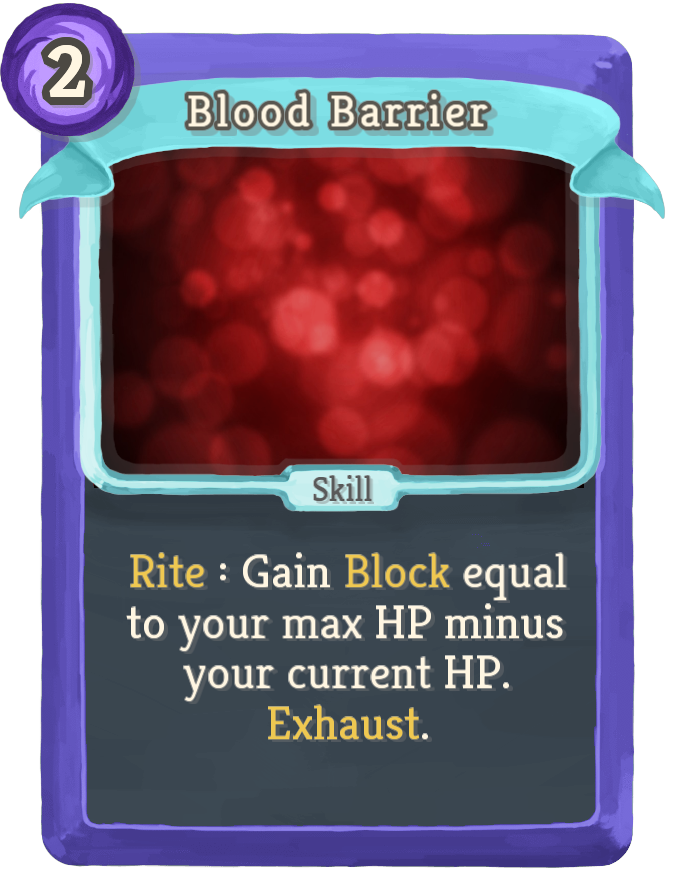 2
Blood Barrier
Skill
Rite : Gain Block equal
to your max HP minus
your current HP.
Exhaust.